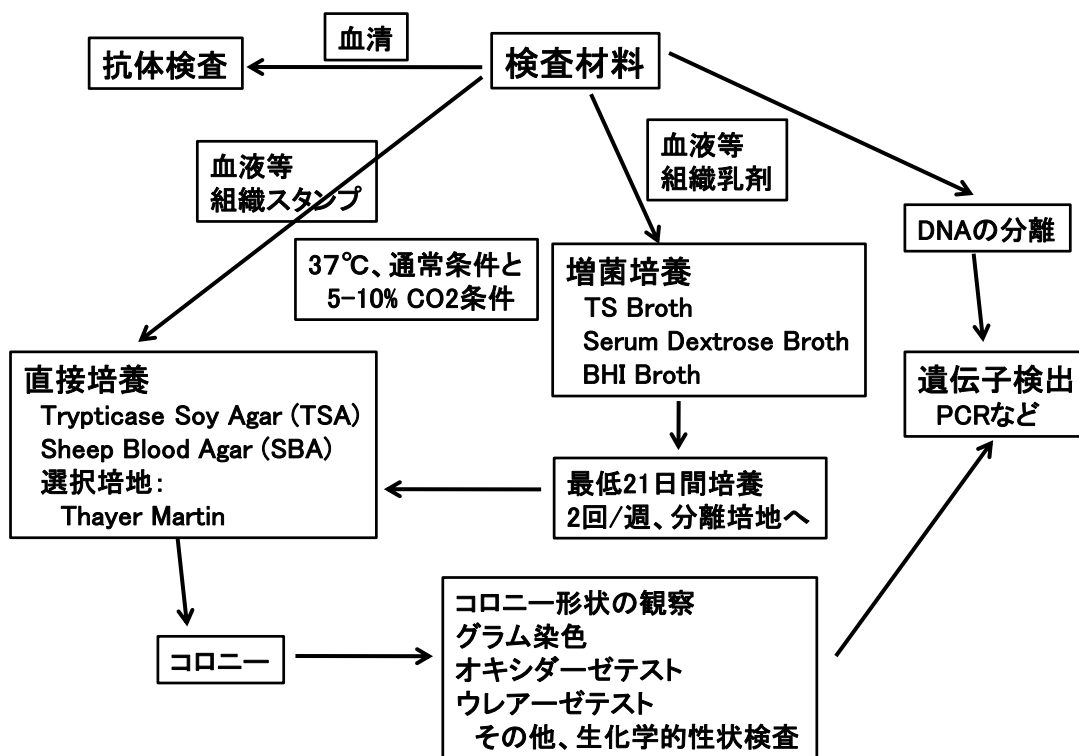 血清
抗体検査
検査材料
血液等
組織スタンプ
血液等
組織乳剤
DNAの分離
37℃、通常条件と
5-10% CO2条件
増菌培養
TS Broth
Serum Dextrose Broth
BHI Broth
直接培養
Trypticase Soy Agar (TSA)
Sheep Blood Agar (SBA)
選択培地:
Thayer Martin
遺伝子検出
PCRなど
最低21日間培養
2回/週、分離培地へ
コロニー
コロニー形状の観察
グラム染色
オキシダーゼテスト
ウレアーゼテスト
その他、生化学的性状検査